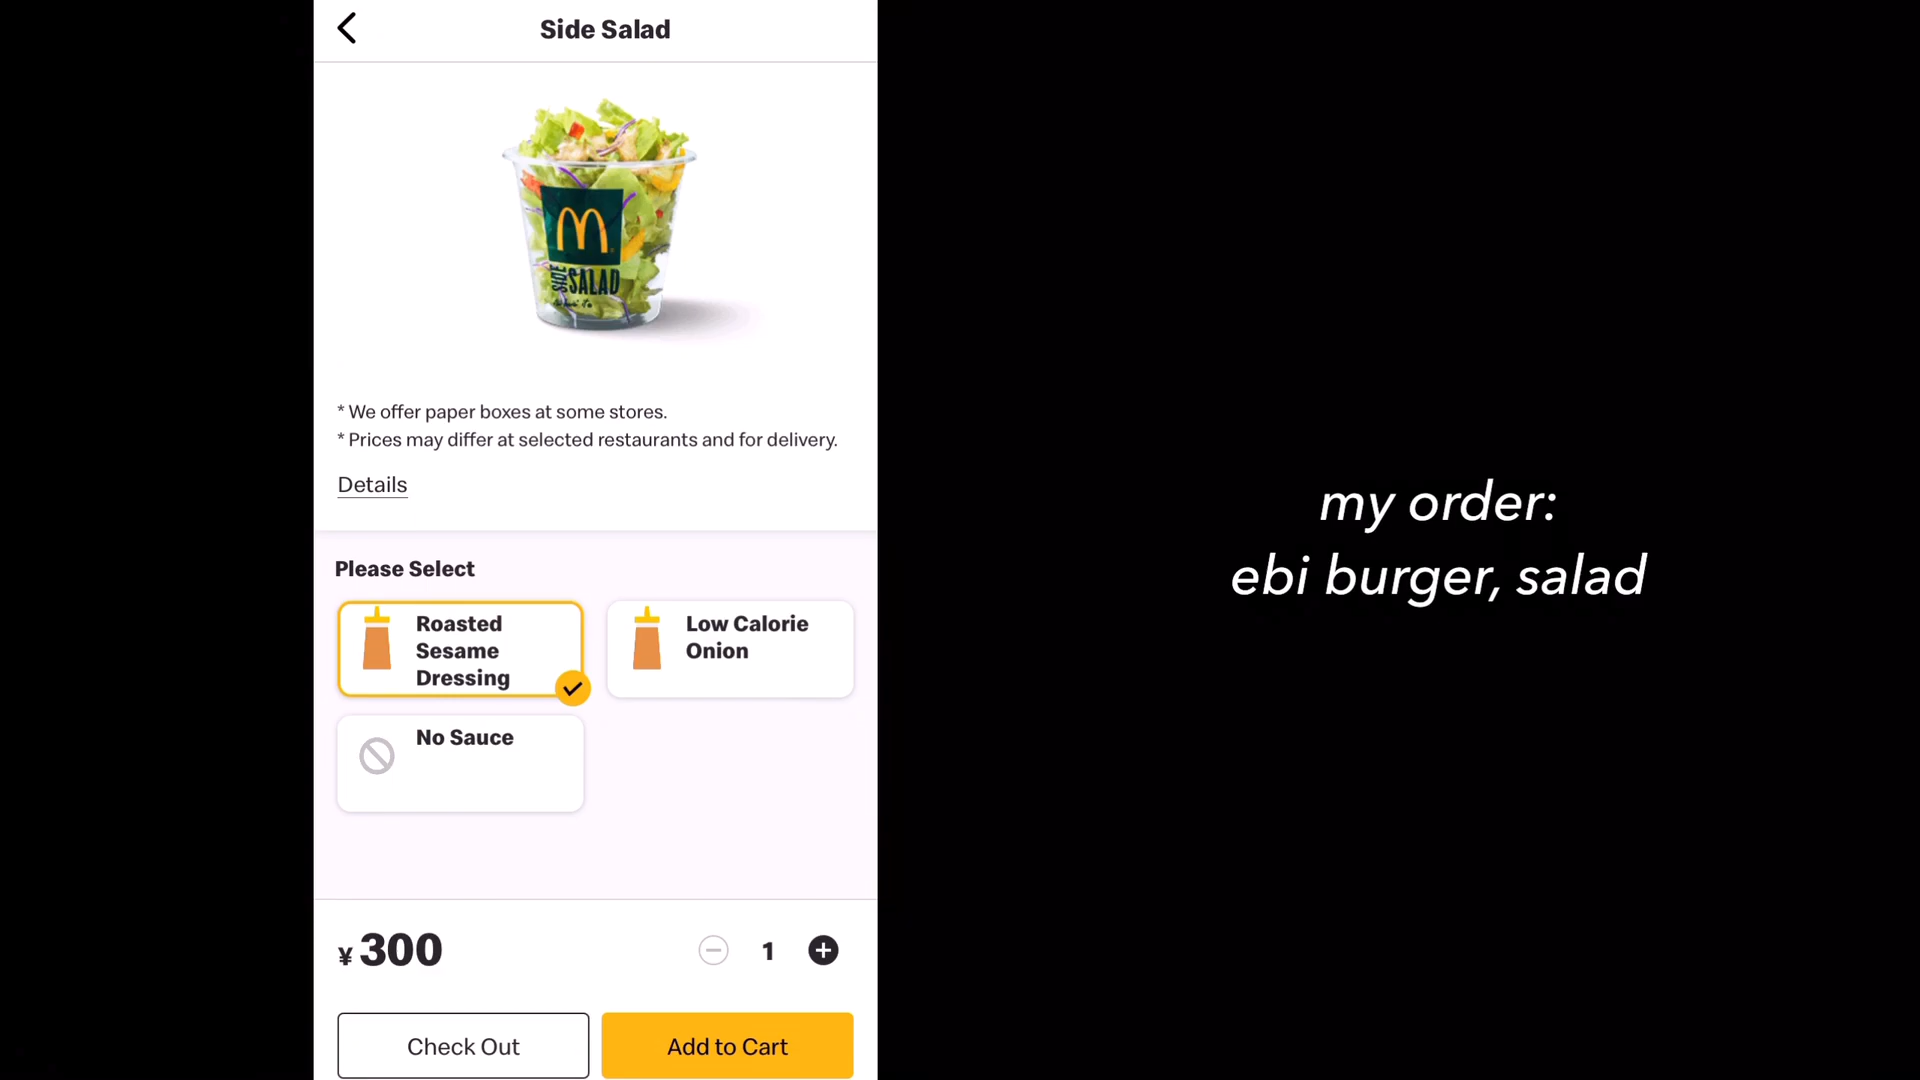 Side Salad
M
SIDE SALAD
* We offer paper boxes at some stores.
* Prices may differ at selected restaurants and for delivery.
Details
Please Select
Roasted
Sesame
Dressing
Low Calorie
Onion
No Sauce
¥ 300
1
Check Out
Add to Cart
my order:
ebi burger, salad